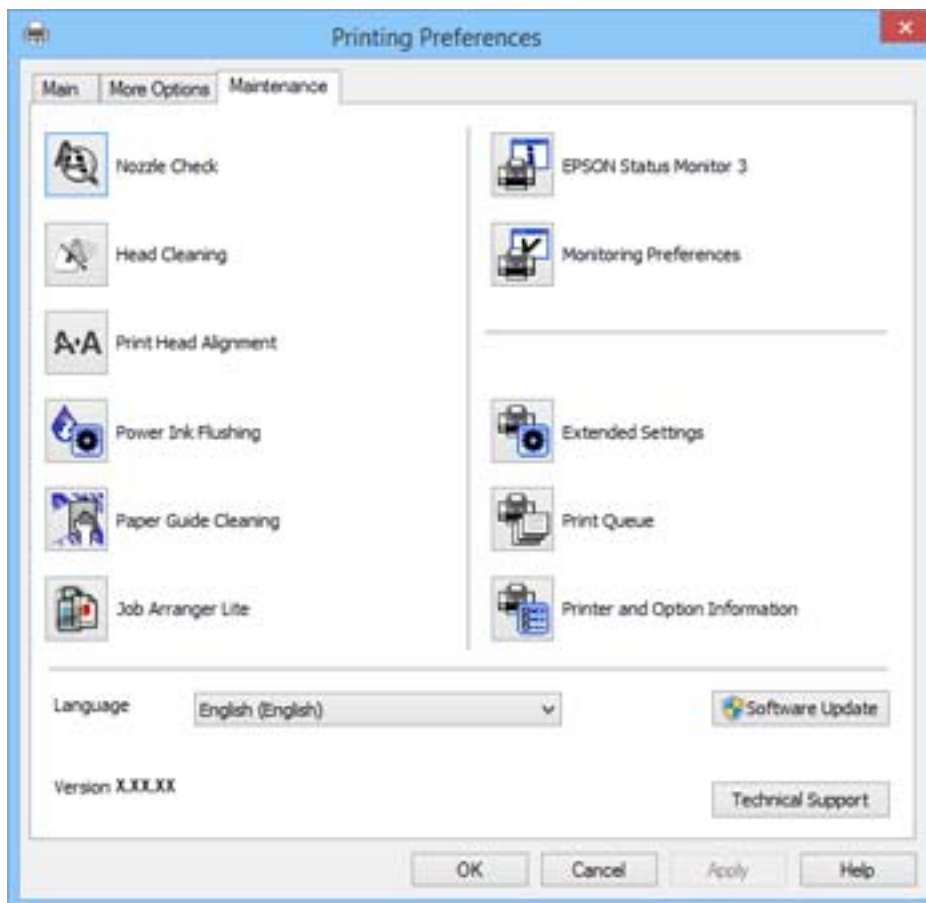 Printing Preferences
Main
More Options
Maintenance
Nozzle Check
Head Cleaning
A·A
Print Head Alignment
Power Ink Flushing
Paper Guide Cleaning
Job Arranger Lite
EPSON Status Monitor 3
Monitoring Preferences
Extended Settings
Print Queue
Printer and Option Information
Language
English (English)
Software Update
Version X.XX.XX
Technical Support
OK
Cancel
Apply
Help